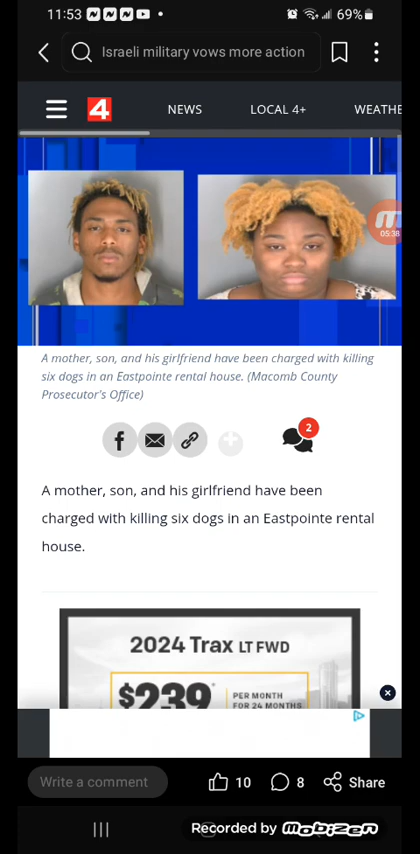 11:53
69%
Israeli military vows more action
4
NEWS
LOCAL 4+
WEATHE
05:38
A mother, son, and his girlfriend have been charged with killing
six dogs in an Eastpointe rental house. (Macomb County
Prosecutor's Office)
f
2
A mother, son, and his girlfriend have been
charged with killing six dogs in an Eastpointe rental
house.
2024 Trax LT FWD
$239*
PER MONTH
FOR 24 MONTHS
Write a comment
10
8
Share
Recorded by Mobizen